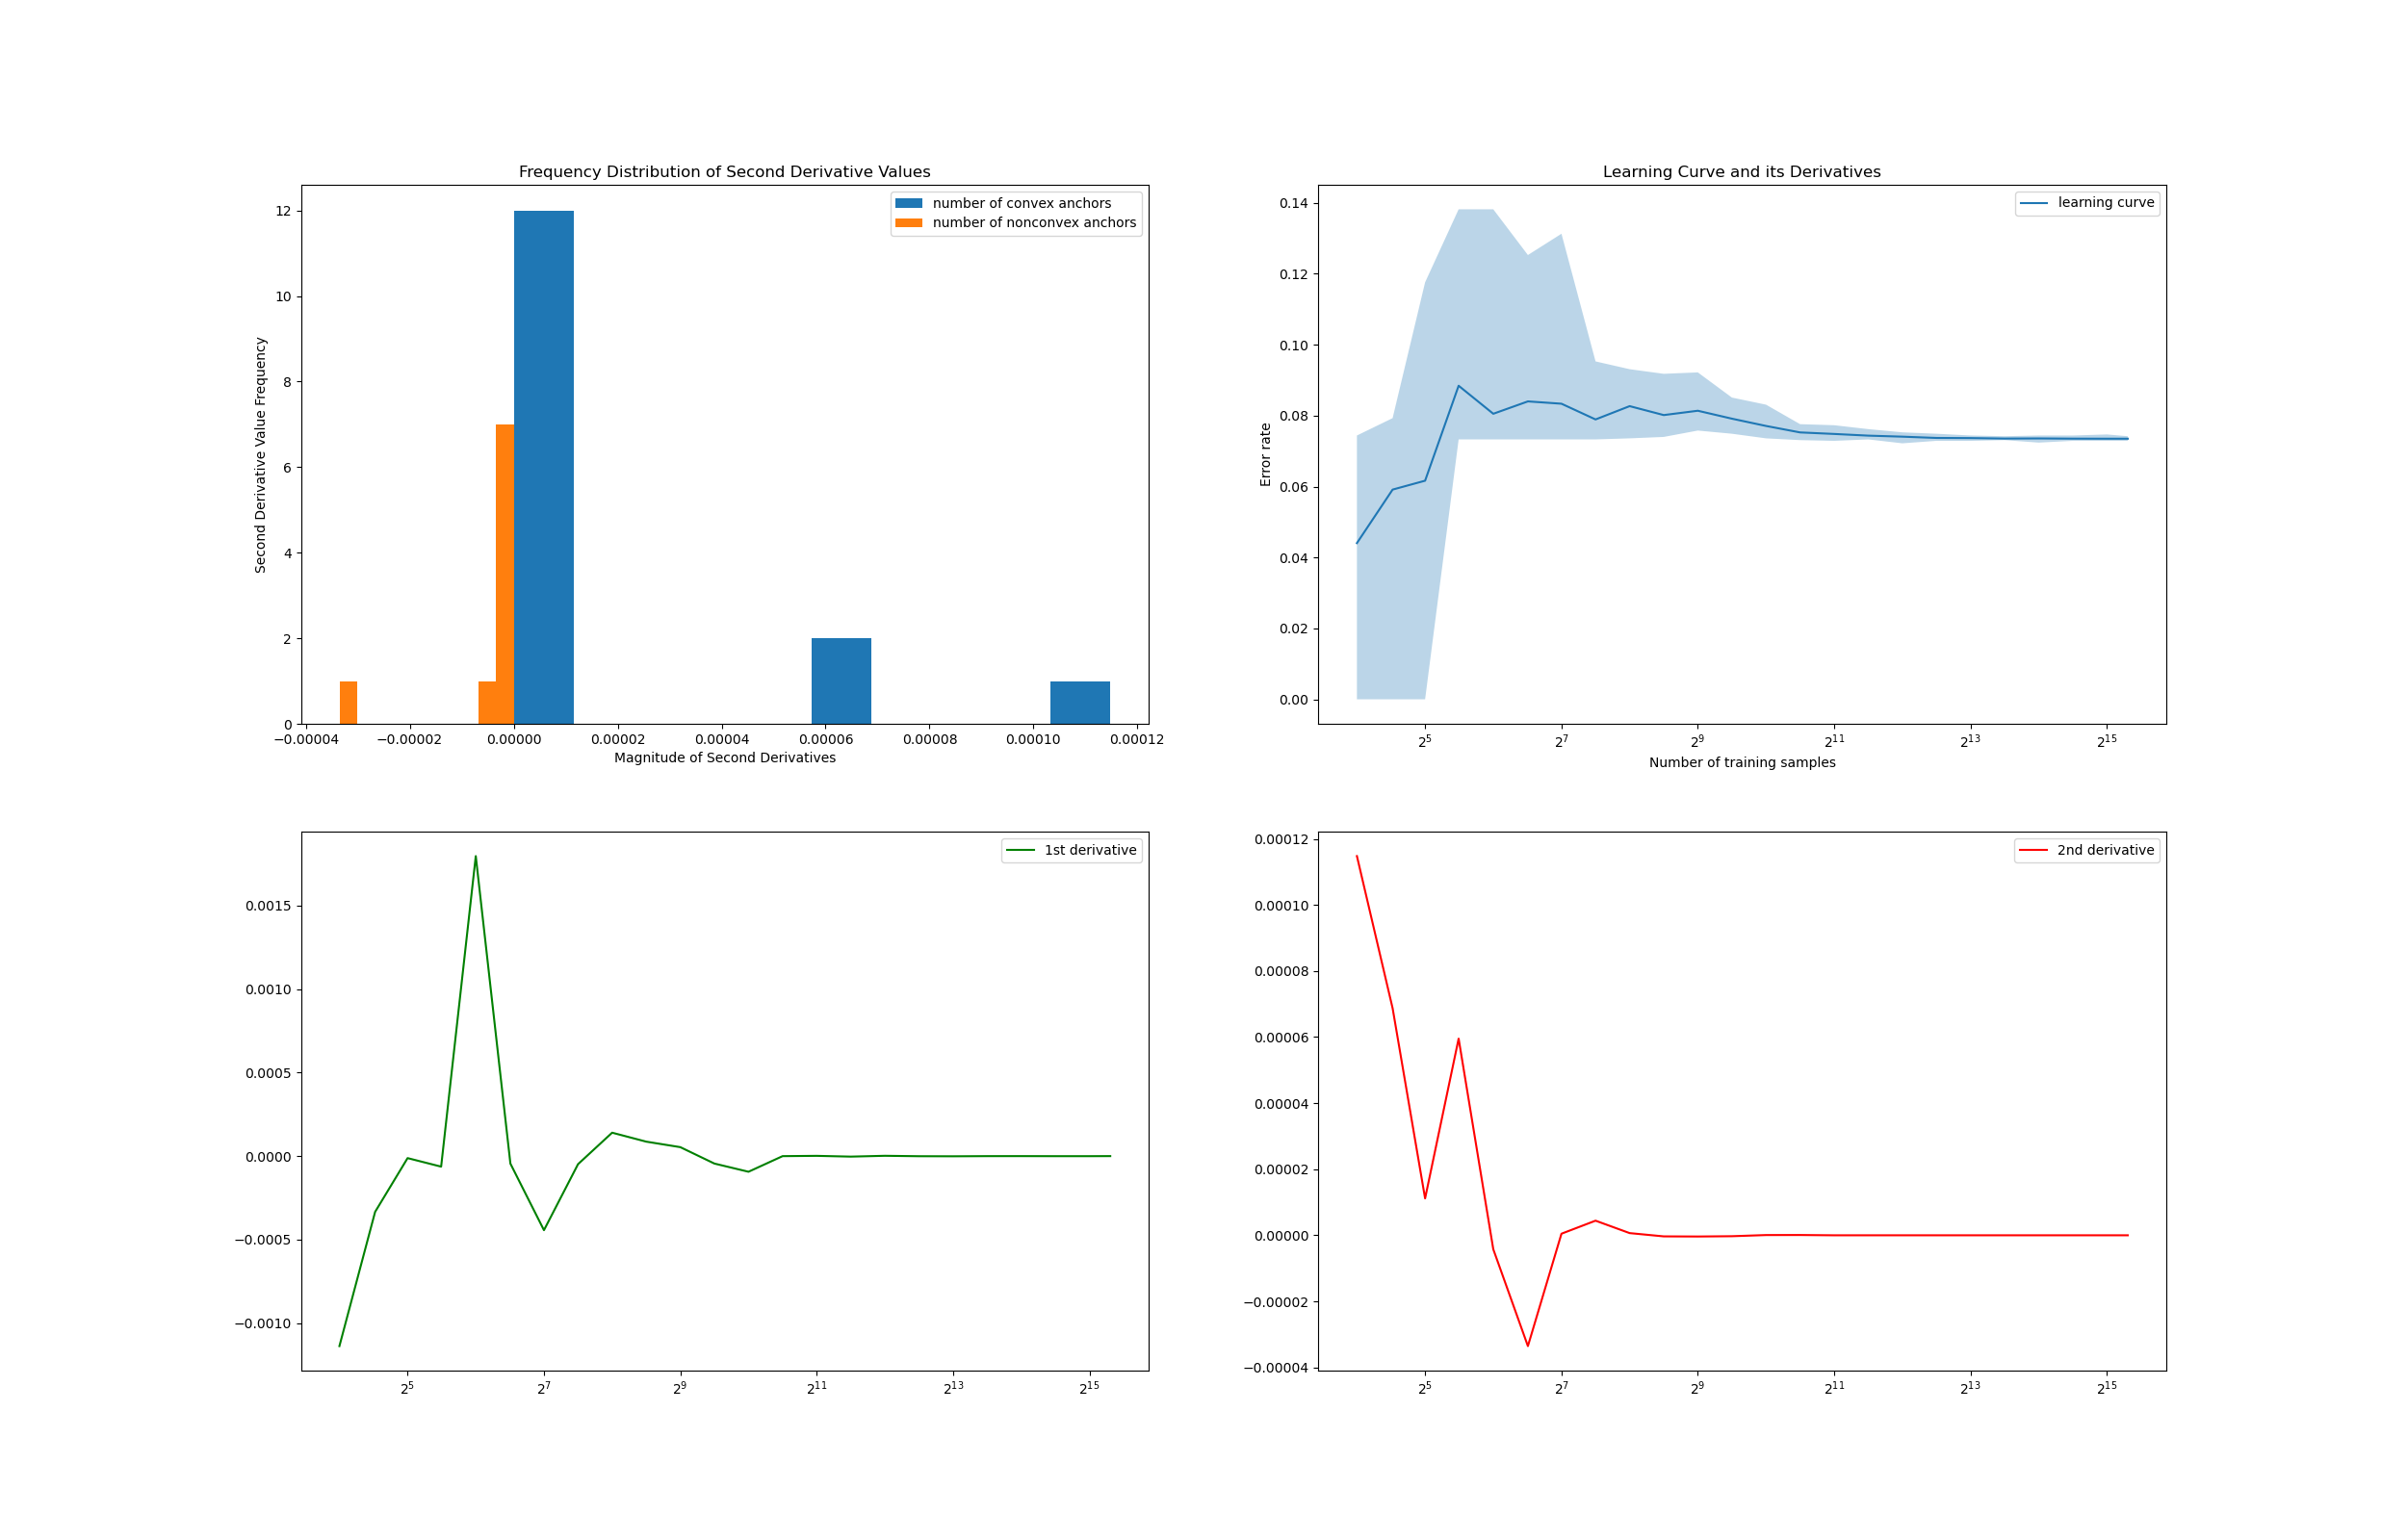 Frequency Distribution of Second Derivative Values
number of convex anchors
number of nonconvex anchors
Second Derivative Value Frequency
12
10
8
6
4
2
0
−0.00004 −0.00002 0.00000 0.00002 0.00004 0.00006 0.00008 0.00010 0.00012
Magnitude of Second Derivatives
Learning Curve and its Derivatives
learning curve
Error rate
0.14
0.12
0.10
0.08
0.06
0.04
0.02
0.00
2^5 2^7 2^9 2^11 2^13 2^15
Number of training samples
1st derivative
0.0015
0.0010
0.0005
0.0000
−0.0005
−0.0010
2^5 2^7 2^9 2^11 2^13 2^15
2nd derivative
0.00012
0.00010
0.00008
0.00006
0.00004
0.00002
0.00000
−0.00002
−0.00004
2^5 2^7 2^9 2^11 2^13 2^15